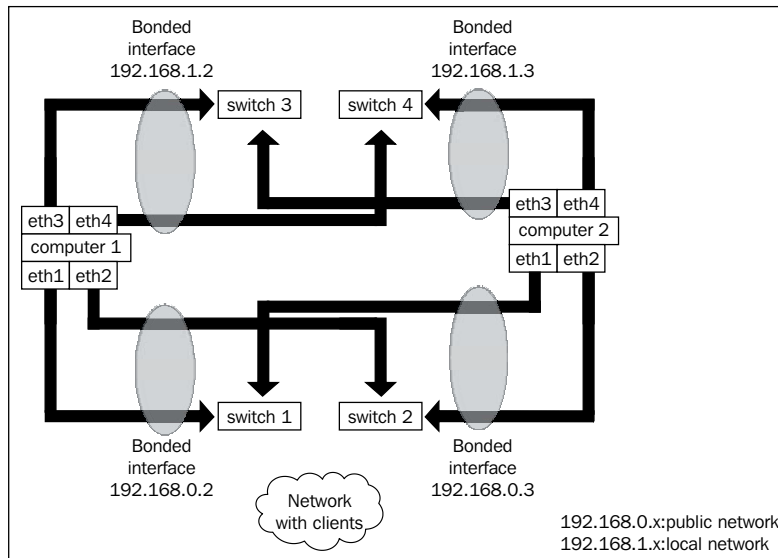 Bonded
interface
192.168.1.2
Bonded
interface
192.168.1.3
switch 3
switch 4
eth3 eth4
computer 1
eth1 eth2
eth3 eth4
computer 2
eth1 eth2
switch 1
switch 2
Bonded
interface
192.168.0.2
Bonded
interface
192.168.0.3
Network
with clients
192.168.0.x:public network
192.168.1.x:local network